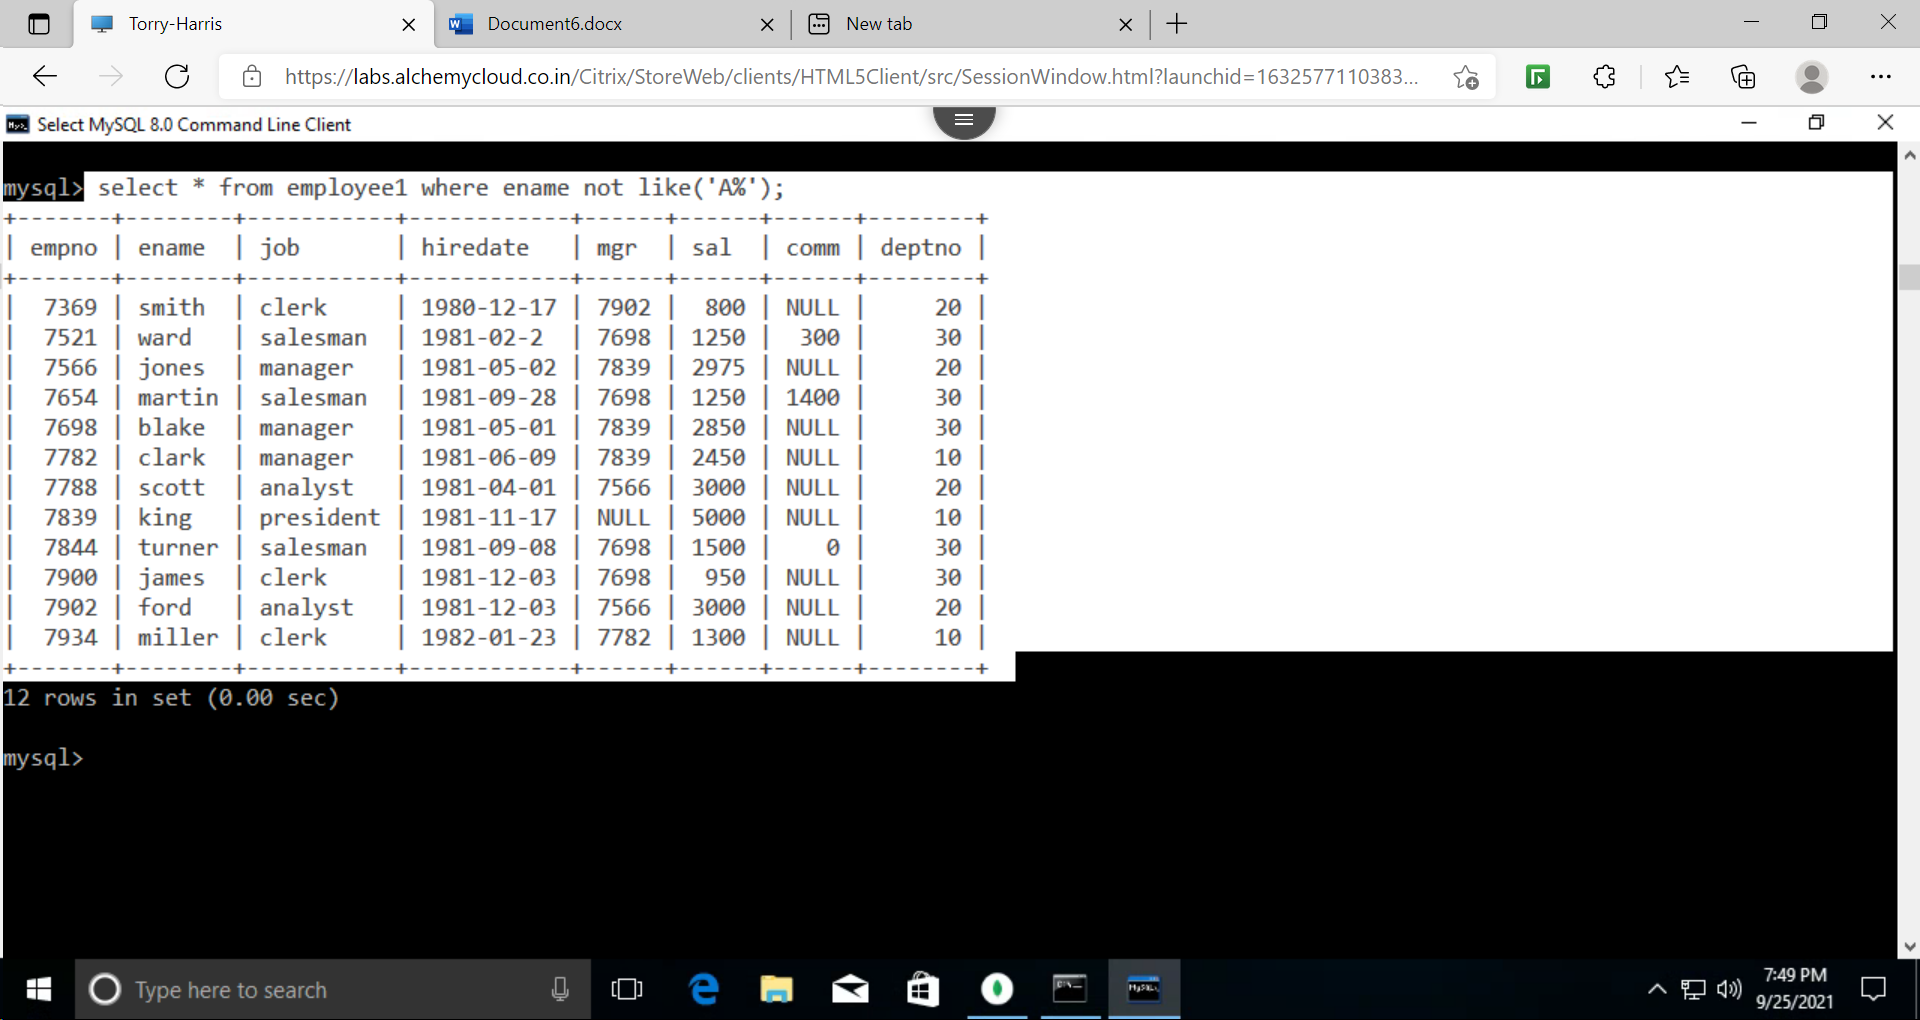 Torry-Harris
Document6.docx
New tab
https://labs.alchemycloud.co.in/Citrix/StoreWeb/clients/HTML5Client/src/SessionWindow.html?launchid=1632577110383...
Select MySQL 8.0 Command Line Client
mysql> select * from employee1 where ename not like('A%');
+-------+--------+-----------+------------+------+------+------+--------+
| empno | ename  | job       | hiredate   | mgr  | sal  | comm | deptno |
+-------+--------+-----------+------------+------+------+------+--------+
|  7369 | smith  | clerk     | 1980-12-17 | 7902 |  800 | NULL |     20 |
|  7521 | ward   | salesman  | 1981-02-2  | 7698 | 1250 |  300 |     30 |
|  7566 | jones  | manager   | 1981-05-02 | 7839 | 2975 | NULL |     20 |
|  7654 | martin | salesman  | 1981-09-28 | 7698 | 1250 | 1400 |     30 |
|  7698 | blake  | manager   | 1981-05-01 | 7839 | 2850 | NULL |     30 |
|  7782 | clark  | manager   | 1981-06-09 | 7839 | 2450 | NULL |     10 |
|  7788 | scott  | analyst   | 1981-04-01 | 7566 | 3000 | NULL |     20 |
|  7839 | king   | president | 1981-11-17 | NULL | 5000 | NULL |     10 |
|  7844 | turner | salesman  | 1981-09-08 | 7698 | 1500 |    0 |     30 |
|  7900 | james  | clerk     | 1981-12-03 | 7698 |  950 | NULL |     30 |
|  7902 | ford   | analyst   | 1981-12-03 | 7566 | 3000 | NULL |     20 |
|  7934 | miller | clerk     | 1982-01-23 | 7782 | 1300 | NULL |     10 |
+-------+--------+-----------+------------+------+------+------+--------+
12 rows in set (0.00 sec)
mysql>
Type here to search
7:49 PM
9/25/2021